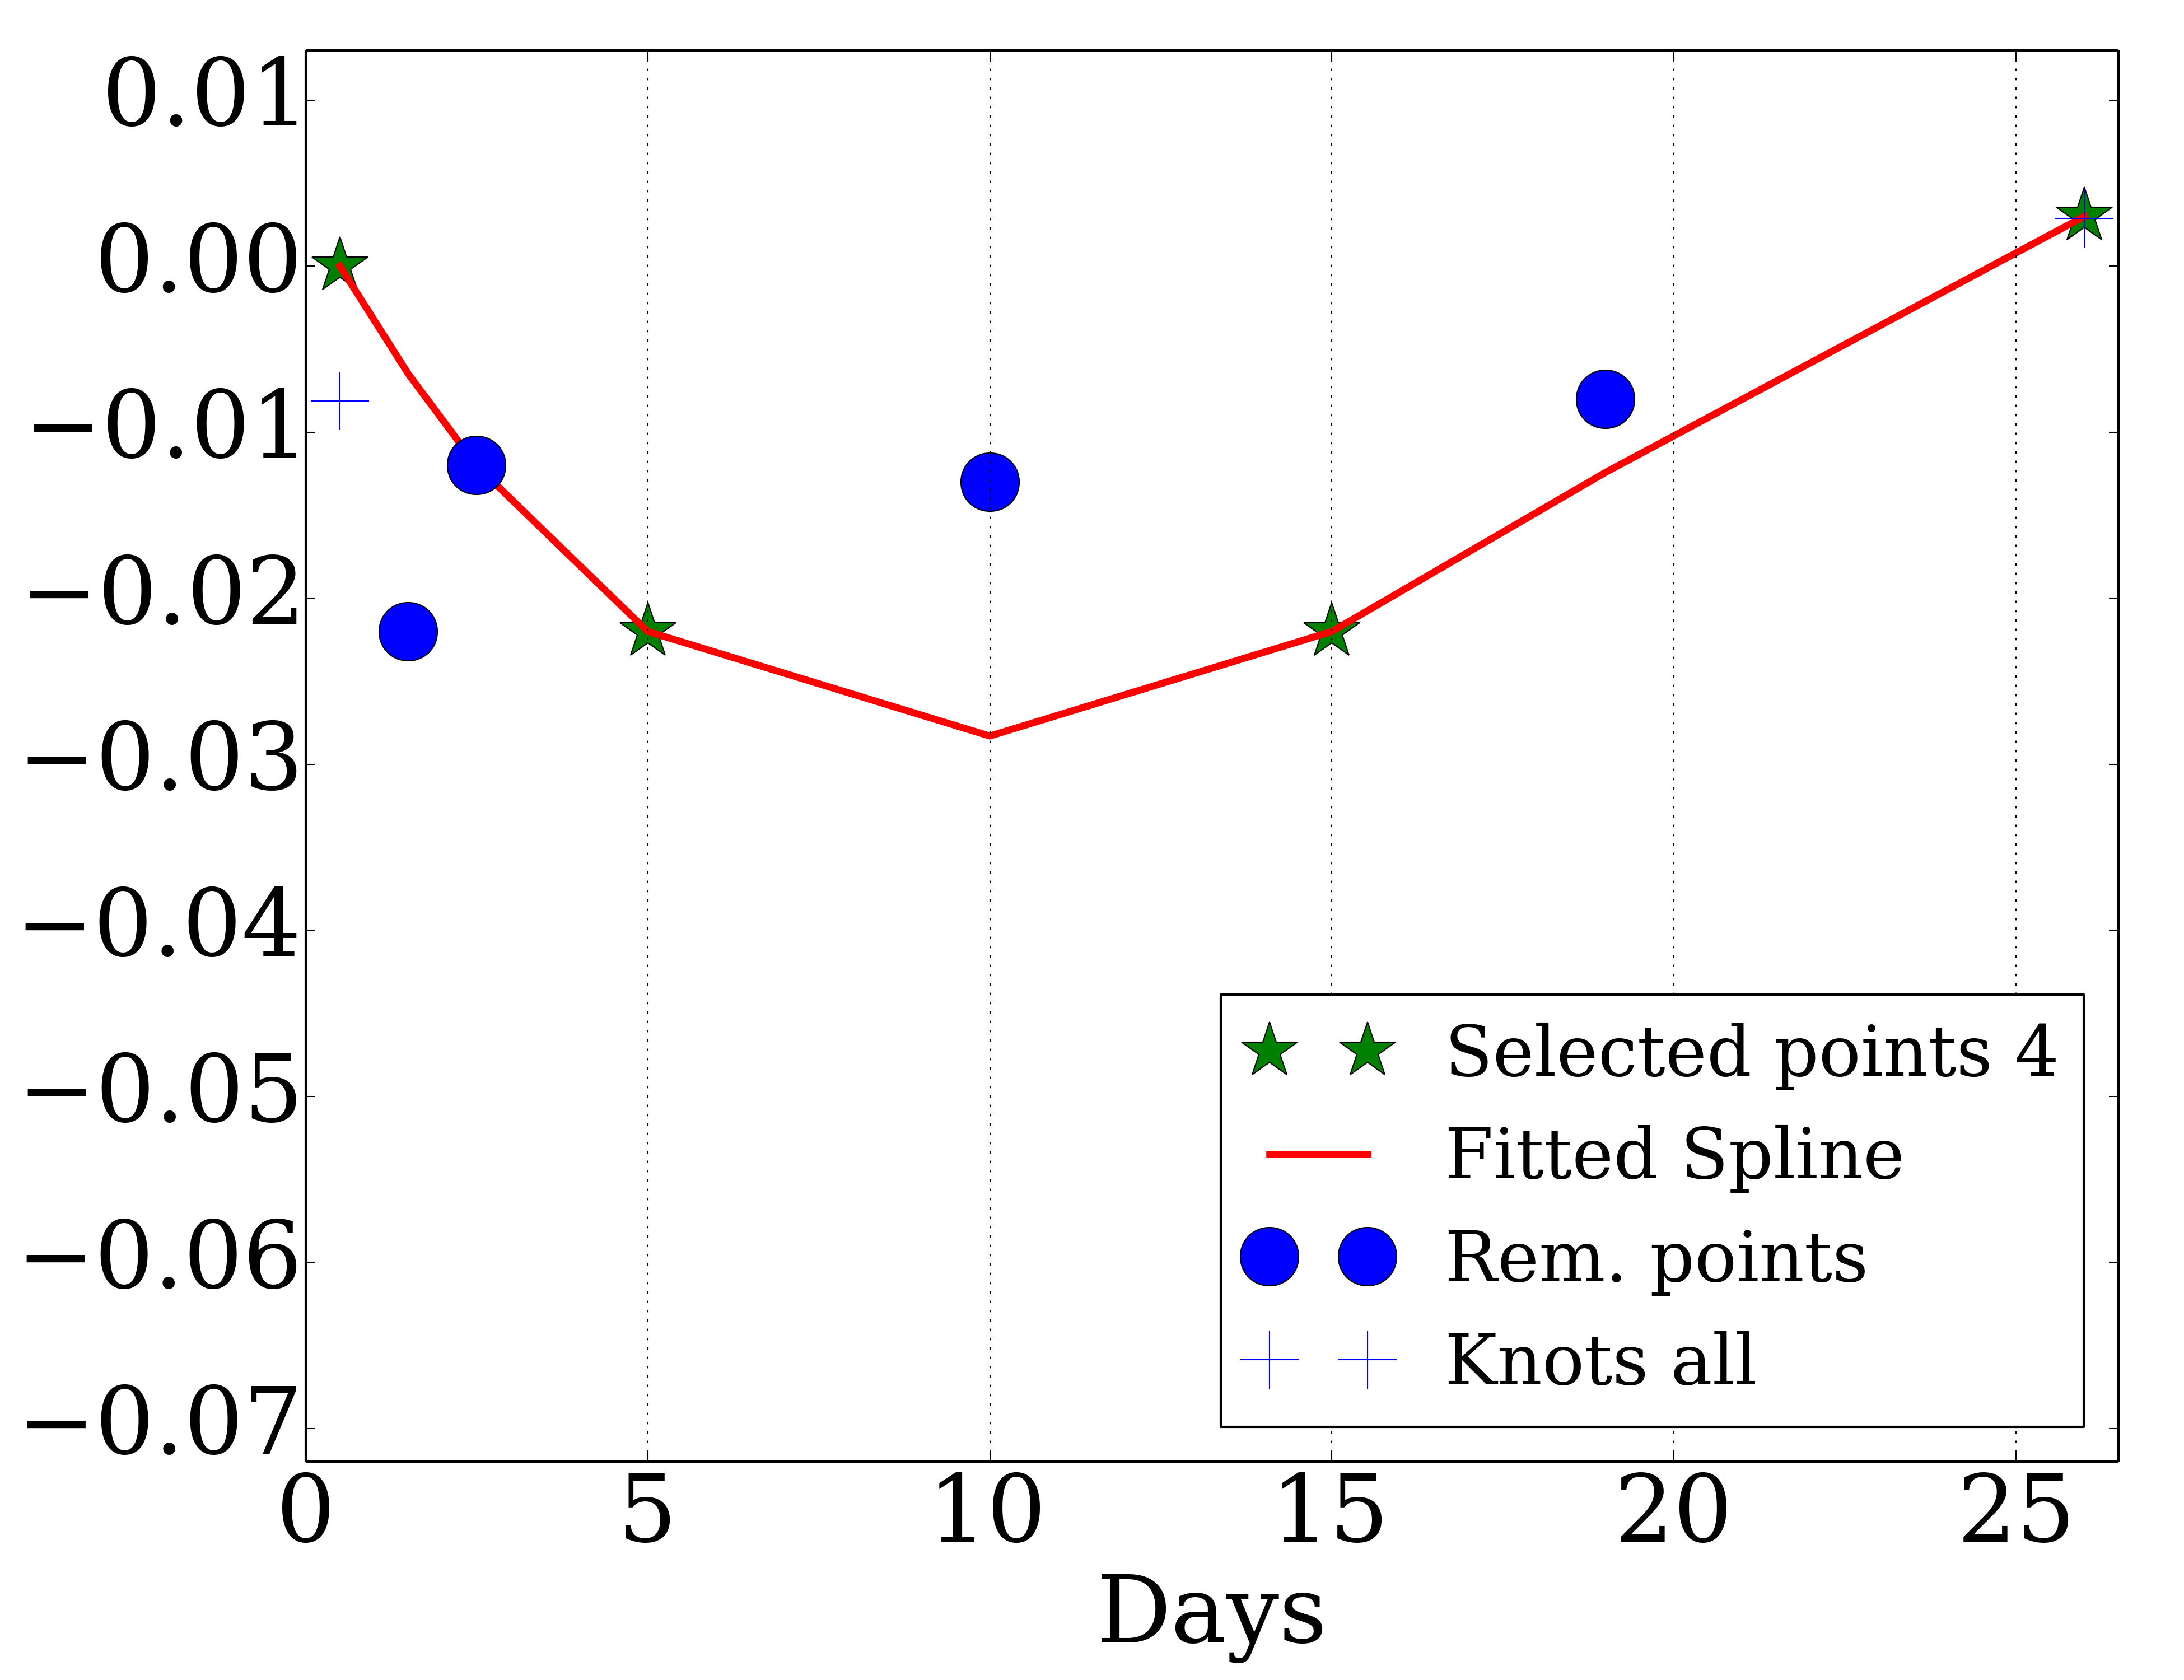 0.01
0.00
−0.01
−0.02
−0.03
−0.04
−0.05
−0.06
−0.07
Selected points 4
Fitted Spline
Rem. points
Knots all
0 5 10 15 20 25
Days